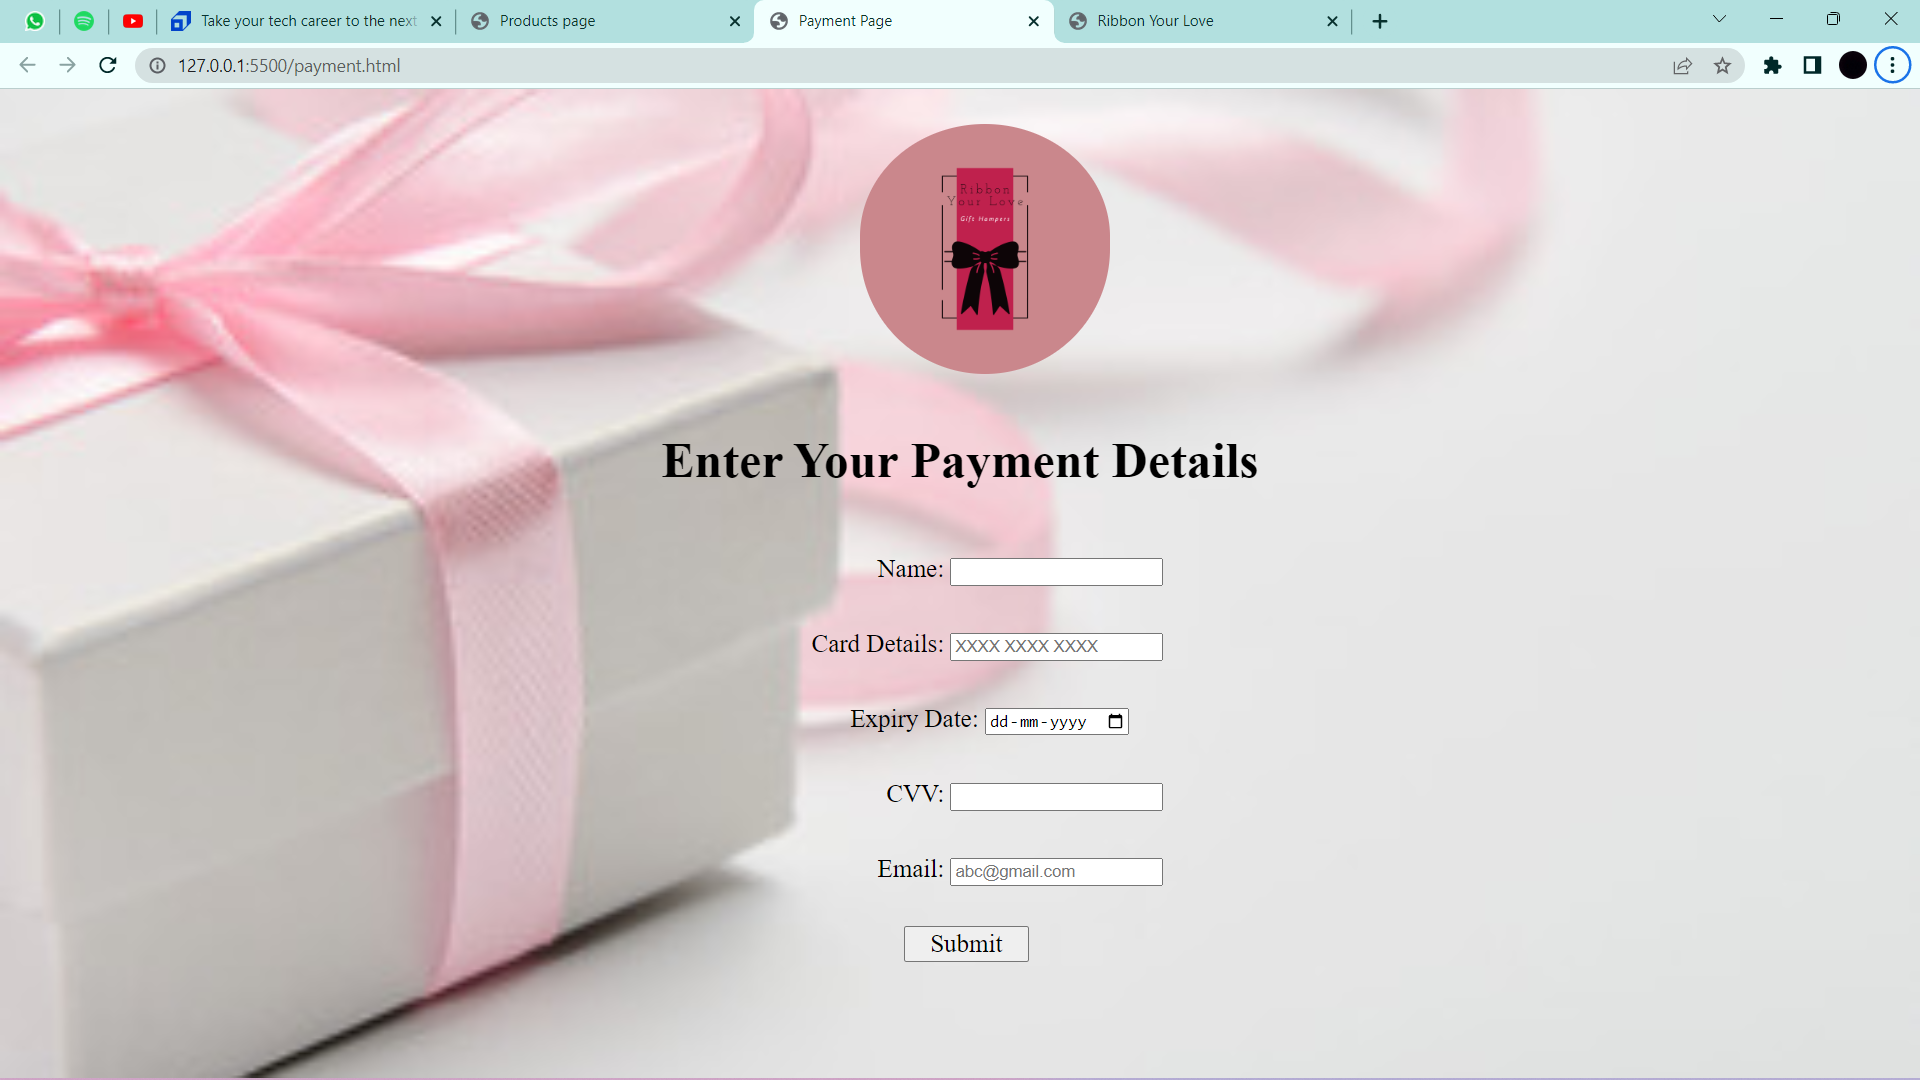 Take your tech career to the next
Products page
Payment Page
Ribbon Your Love
127.0.0.1:5500/payment.html
Ribbon
Your Love
Gift Hampers
Enter Your Payment Details
Name:
Card Details: XXXX XXXX XXXX
Expiry Date: dd-mm-yyyy
CVV:
Email: abc@gmail.com
Submit